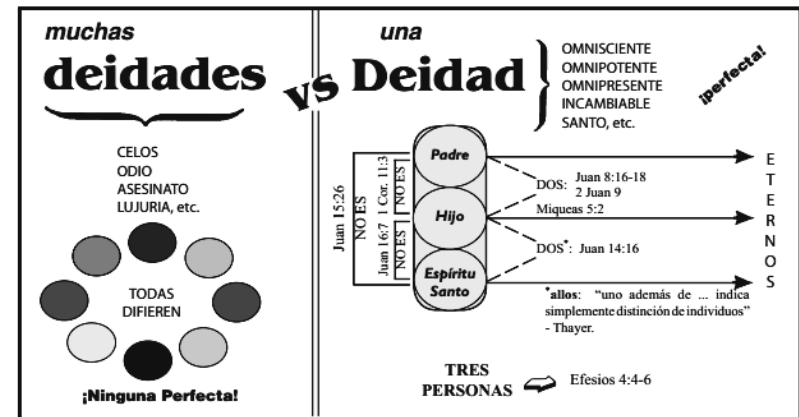 muchas
deidades
CELOS
ODIO
ASESINATO
LUJURIA, etc.
TODAS
DIFIEREN
¡Ninguna Perfecta!
vs
una
Deidad
OMNISCIENTE
OMNIPOTENTE
OMNIPRESENTE
INCAMBIABLE
SANTO, etc.
¡perfecta!
Juan 15:26
NO ES
1 Cor. 11:3
NO ES
Juan 16:7
NO ES
Padre
Hijo
Espíritu
Santo
DOS: Juan 8:16-18
2 Juan 9
Miqueas 5:2
DOS*: Juan 14:16
ETERNOS
*allos: “uno además de ... indica
simplemente distinción de individuos”
- Thayer.
TRES
PERSONAS
Efesios 4:4-6